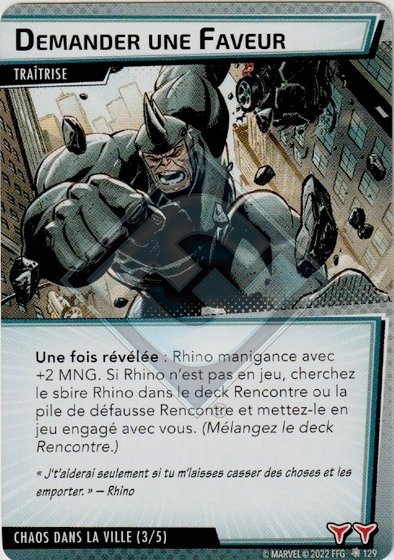 DEMANDER UNE FAVEUR
TRAÎTRISE
Une fois révélée : Rhino manigance avec
+2 MNG. Si Rhino n'est pas en jeu, cherchez
le sbire Rhino dans le deck Rencontre ou la
pile de défausse Rencontre et mettez-le en
jeu engagé avec vous. (Mélangez le deck
Rencontre.)
« J't'aiderai seulement si tu m'laisses casser des choses et les
emporter. » – Rhino
CHAOS DANS LA VILLE (3/5)
© MARVEL © 2022 FFG 129